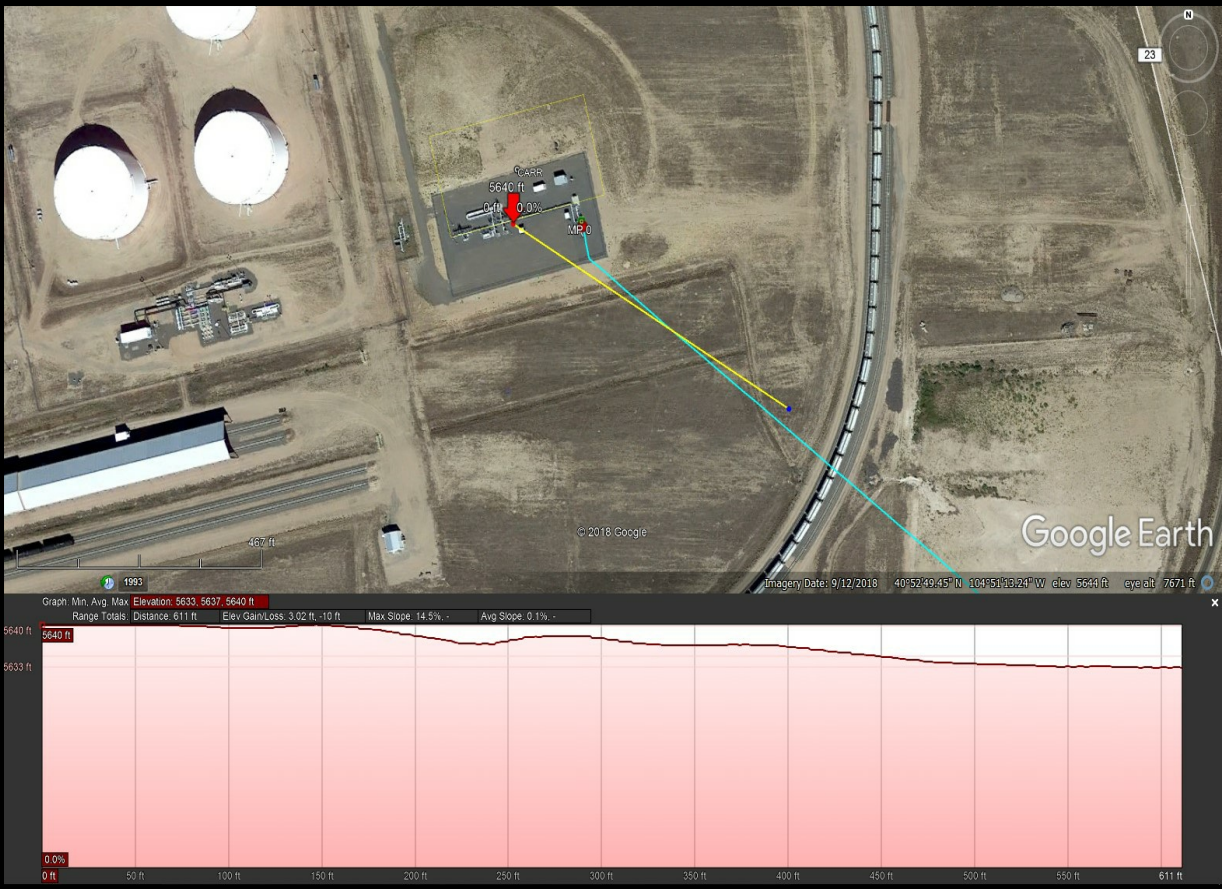 N
23
CARR
5640 ft
0 ft 0.0%
MP 0
© 2018 Google
Google Earth
467 ft
1993
Imagery Date: 9/12/2018 40°52'49.45" N 104°51'13.24" W elev 5644 ft eye alt 7671 ft
Graph: Min, Avg, Max Elevation: 5633, 5637, 5640 ft
Range Totals: Distance: 611 ft Elev Gain/Loss: 3.02 ft, -10 ft Max Slope: 14.5%, - Avg Slope: 0.1%, -
5640 ft
5640 ft
5633 ft
0.0%
0 ft 50 ft 100 ft 150 ft 200 ft 250 ft 300 ft 350 ft 400 ft 450 ft 500 ft 550 ft 611 ft